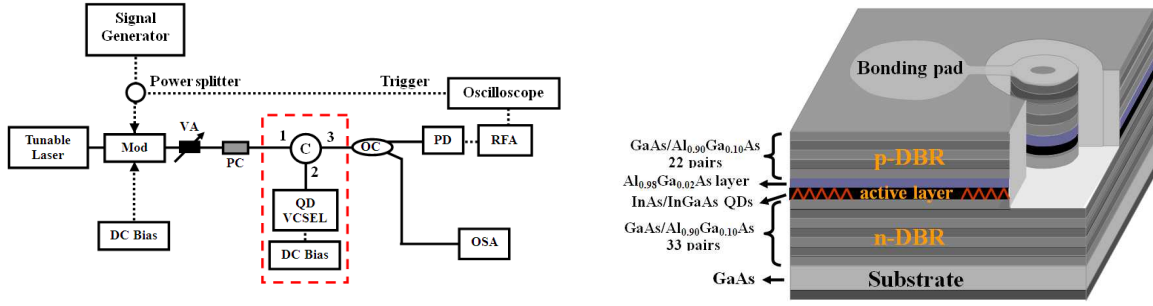 Signal
Generator
Power splitter
Trigger
Oscilloscope
VA
Tunable
Laser
Mod
PC
1
C
3
2
OC
PD
RFA
QD
VCSEL
DC Bias
DC Bias
OSA
Bonding pad
GaAs/Al0.90Ga0.10As
22 pairs
p-DBR
Al0.98Ga0.02As layer
active layer
InAs/InGaAs QDs
GaAs/Al0.90Ga0.10As
33 pairs
n-DBR
GaAs
Substrate